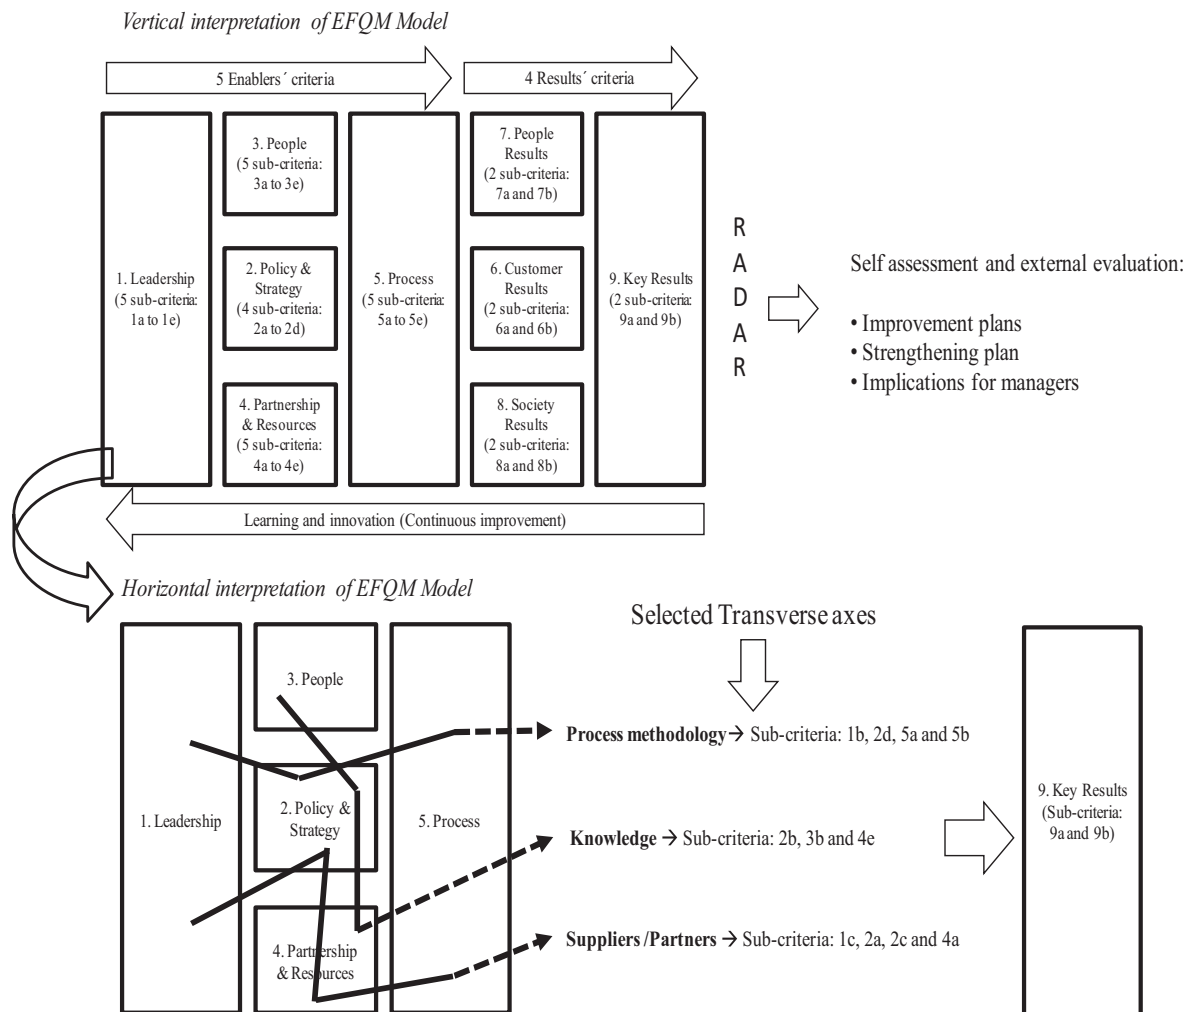 Vertical interpretation of EFQM Model
5 Enablers´ criteria
4 Results´ criteria
1. Leadership
(5 sub-criteria:
1a to 1e)
3. People
(5 sub-criteria:
3a to 3e)
2. Policy &
Strategy
(4 sub-criteria:
2a to 2d)
4. Partnership
& Resources
(5 sub-criteria:
4a to 4e)
5. Process
(5 sub-criteria:
5a to 5e)
7. People
Results
(2 sub-criteria:
7a and 7b)
6. Customer
Results
(2 sub-criteria:
6a and 6b)
8. Society
Results
(2 sub-criteria:
8a and 8b)
9. Key Results
(2 sub-criteria:
9a and 9b)
R
A
D
A
R
Self assessment and external evaluation:
• Improvement plans
• Strengthening plan
• Implications for managers
Learning and innovation (Continuous improvement)
Horizontal interpretation of EFQM Model
1. Leadership
3. People
2. Policy &
Strategy
4. Partnership
& Resources
5. Process
Selected Transverse axes
Process methodology → Sub-criteria: 1b, 2d, 5a and 5b
Knowledge → Sub-criteria: 2b, 3b and 4e
Suppliers /Partners → Sub-criteria: 1c, 2a, 2c and 4a
9. Key Results
(Sub-criteria:
9a and 9b)